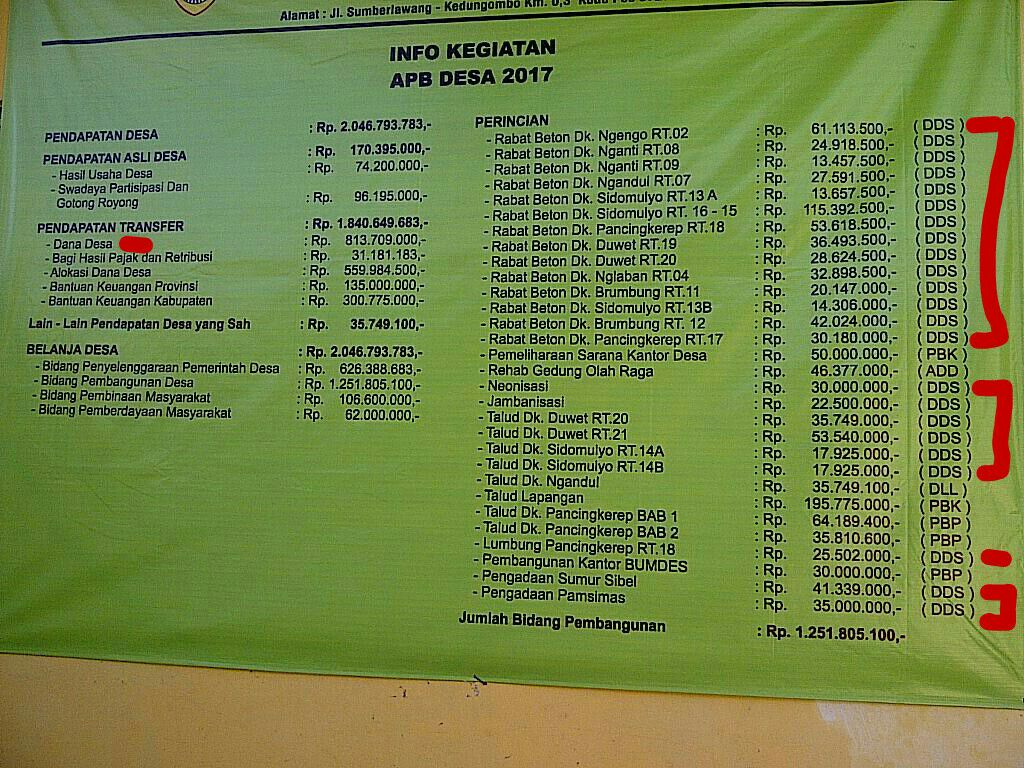 Alamat : Jl. Sumberlawang - Kedungombo Km. 0,3
INFO KEGIATAN
APB DESA 2017
PENDAPATAN DESA : Rp. 2.046.793.783,-
PENDAPATAN ASLI DESA : Rp. 170.395.000,-
- Hasil Usaha Desa : Rp. 74.200.000,-
- Swadaya Partisipasi Dan
Gotong Royong : Rp. 96.195.000,-
PENDAPATAN TRANSFER : Rp. 1.840.649.683,-
- Dana Desa : Rp. 813.709.000,-
- Bagi Hasil Pajak dan Retribusi : Rp. 31.181.183,-
- Alokasi Dana Desa : Rp. 559.984.500,-
- Bantuan Keuangan Provinsi : Rp. 135.000.000,-
- Bantuan Keuangan Kabupaten : Rp. 300.775.000,-
Lain - Lain Pendapatan Desa yang Sah : Rp. 35.749.100,-
BELANJA DESA : Rp. 2.046.793.783,-
- Bidang Penyelenggaraan Pemerintah Desa : Rp. 626.388.683,-
- Bidang Pembangunan Desa : Rp. 1.251.805.100,-
- Bidang Pembinaan Masyarakat : Rp. 106.600.000,-
- Bidang Pemberdayaan Masyarakat : Rp. 62.000.000,-
PERINCIAN
- Rabat Beton Dk. Ngengo RT.02 : Rp. 61.113.500,- ( DDS )
- Rabat Beton Dk. Nganti RT.08 : Rp. 24.918.500,- ( DDS )
- Rabat Beton Dk. Nganti RT.09 : Rp. 13.457.500,- ( DDS )
- Rabat Beton Dk. Ngandul RT.07 : Rp. 27.591.500,- ( DDS )
- Rabat Beton Dk. Sidomulyo RT.13 A : Rp. 13.657.500,- ( DDS )
- Rabat Beton Dk. Sidomulyo RT. 16 - 15 : Rp. 115.392.500,- ( DDS )
- Rabat Beton Dk. Pancingkerep RT.18 : Rp. 53.618.500,- ( DDS )
- Rabat Beton Dk. Duwet RT.19 : Rp. 36.493.500,- ( DDS )
- Rabat Beton Dk. Duwet RT.20 : Rp. 28.624.500,- ( DDS )
- Rabat Beton Dk. Nglaban RT.04 : Rp. 32.898.500,- ( DDS )
- Rabat Beton Dk. Brumbung RT.11 : Rp. 20.147.000,- ( DDS )
- Rabat Beton Dk. Sidomulyo RT.13B : Rp. 14.306.000,- ( DDS )
- Rabat Beton Dk. Brumbung RT. 12 : Rp. 42.024.000,- ( DDS )
- Rabat Beton Dk. Pancingkerep RT.17 : Rp. 30.180.000,- ( DDS )
- Pemeliharaan Sarana Kantor Desa : Rp. 50.000.000,- ( PBK )
- Rehab Gedung Olah Raga : Rp. 46.377.000,- ( ADD )
- Neonisasi : Rp. 30.000.000,- ( DDS )
- Jambanisasi : Rp. 22.500.000,- ( DDS )
- Talud Dk. Duwet RT.20 : Rp. 35.749.000,- ( DDS )
- Talud Dk. Duwet RT.21 : Rp. 53.540.000,- ( DDS )
- Talud Dk. Sidomulyo RT.14A : Rp. 17.925.000,- ( DDS )
- Talud Dk. Sidomulyo RT.14B : Rp. 17.925.000,- ( DDS )
- Talud Dk. Ngandul : Rp. 35.749.100,- ( DLL )
- Talud Lapangan : Rp. 195.775.000,- ( PBK )
- Talud Dk. Pancingkerep BAB 1 : Rp. 64.189.400,- ( PBP )
- Talud Dk. Pancingkerep BAB 2 : Rp. 35.810.600,- ( PBP )
- Lumbung Pancingkerep RT.18 : Rp. 25.502.000,- ( DDS )
- Pembangunan Kantor BUMDES : Rp. 30.000.000,- ( PBP )
- Pengadaan Sumur Sibel : Rp. 41.339.000,- ( DDS )
- Pengadaan Pamsimas : Rp. 35.000.000,- ( DDS )
Jumlah Bidang Pembangunan : Rp. 1.251.805.100,-